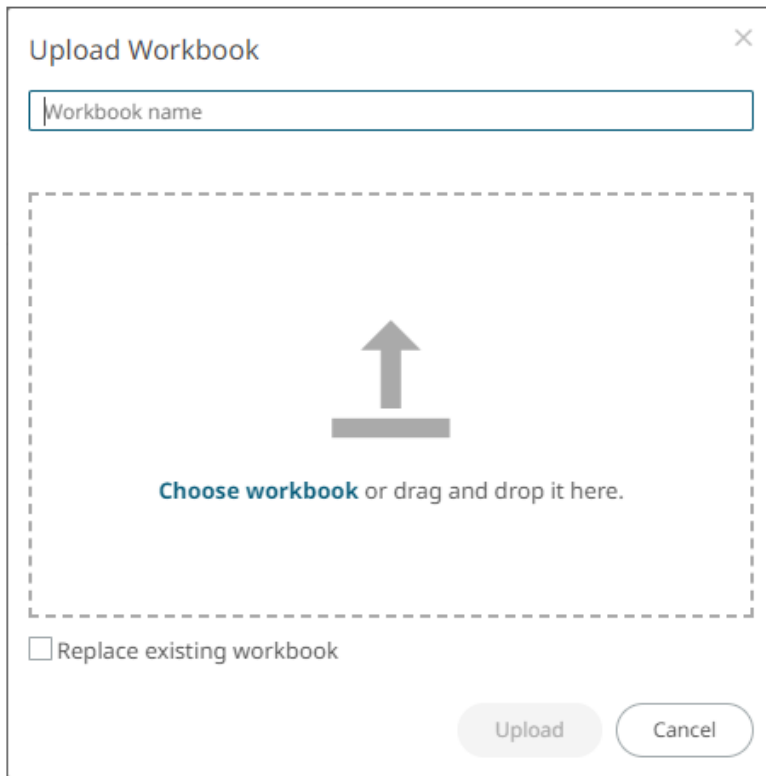 Upload Workbook
Workbook name
Choose workbook or drag and drop it here.
Replace existing workbook
Upload
Cancel